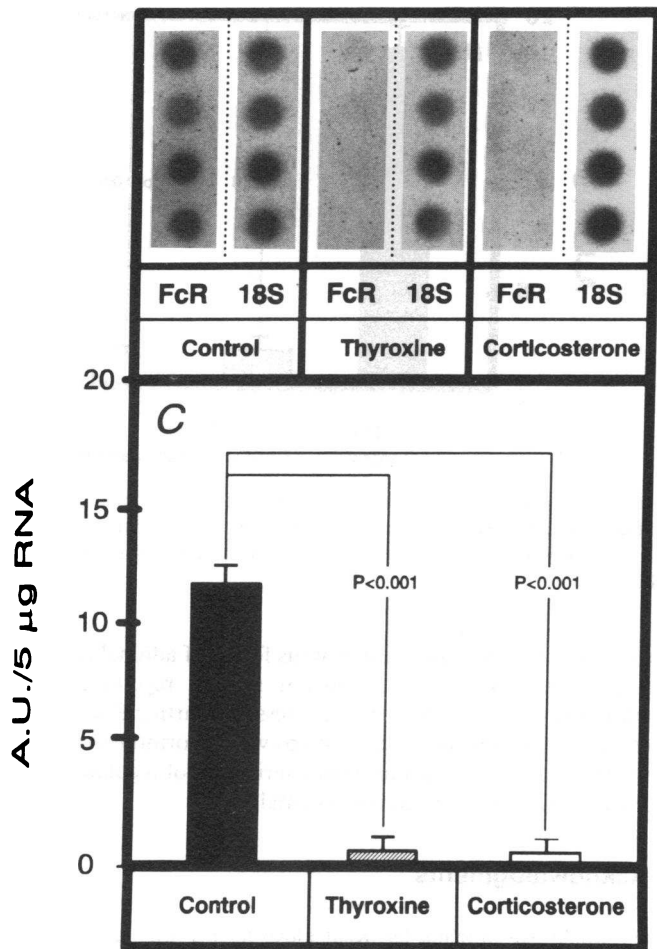 FcR 18S FcR 18S FcR 18S
Control Thyroxine Corticosterone
20
C
15
P<0.001 P<0.001
10
5
0
A.U./5 µg RNA
Control Thyroxine Corticosterone